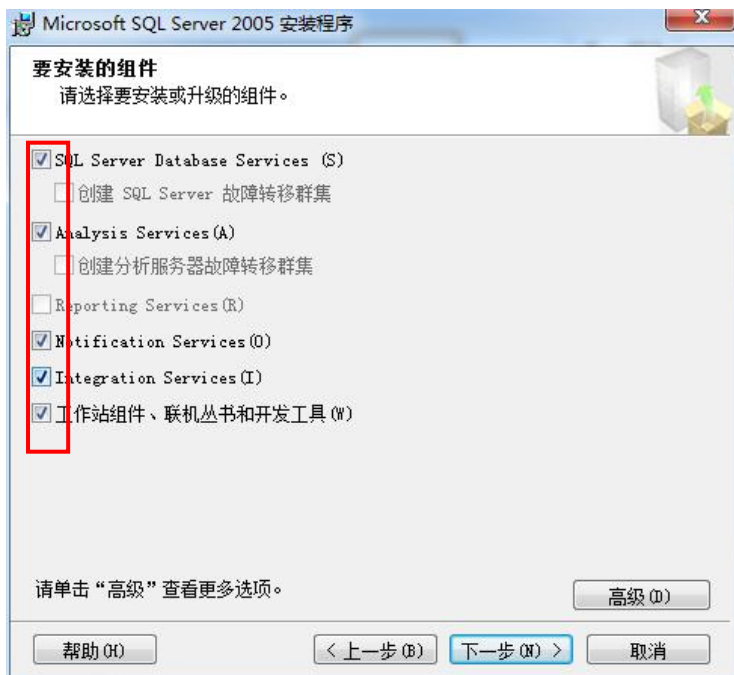 Microsoft SQL Server 2005 安装程序
要安装的组件
请选择要安装或升级的组件。
SQL Server Database Services (S)
创建 SQL Server 故障转移群集
Analysis Services(A)
创建分析服务器故障转移群集
Reporting Services(R)
Notification Services(O)
Integration Services(I)
工作站组件、联机丛书和开发工具(W)
请单击“高级”查看更多选项。
高级(D)
帮助(H)
< 上一步(B)
下一步(N) >
取消